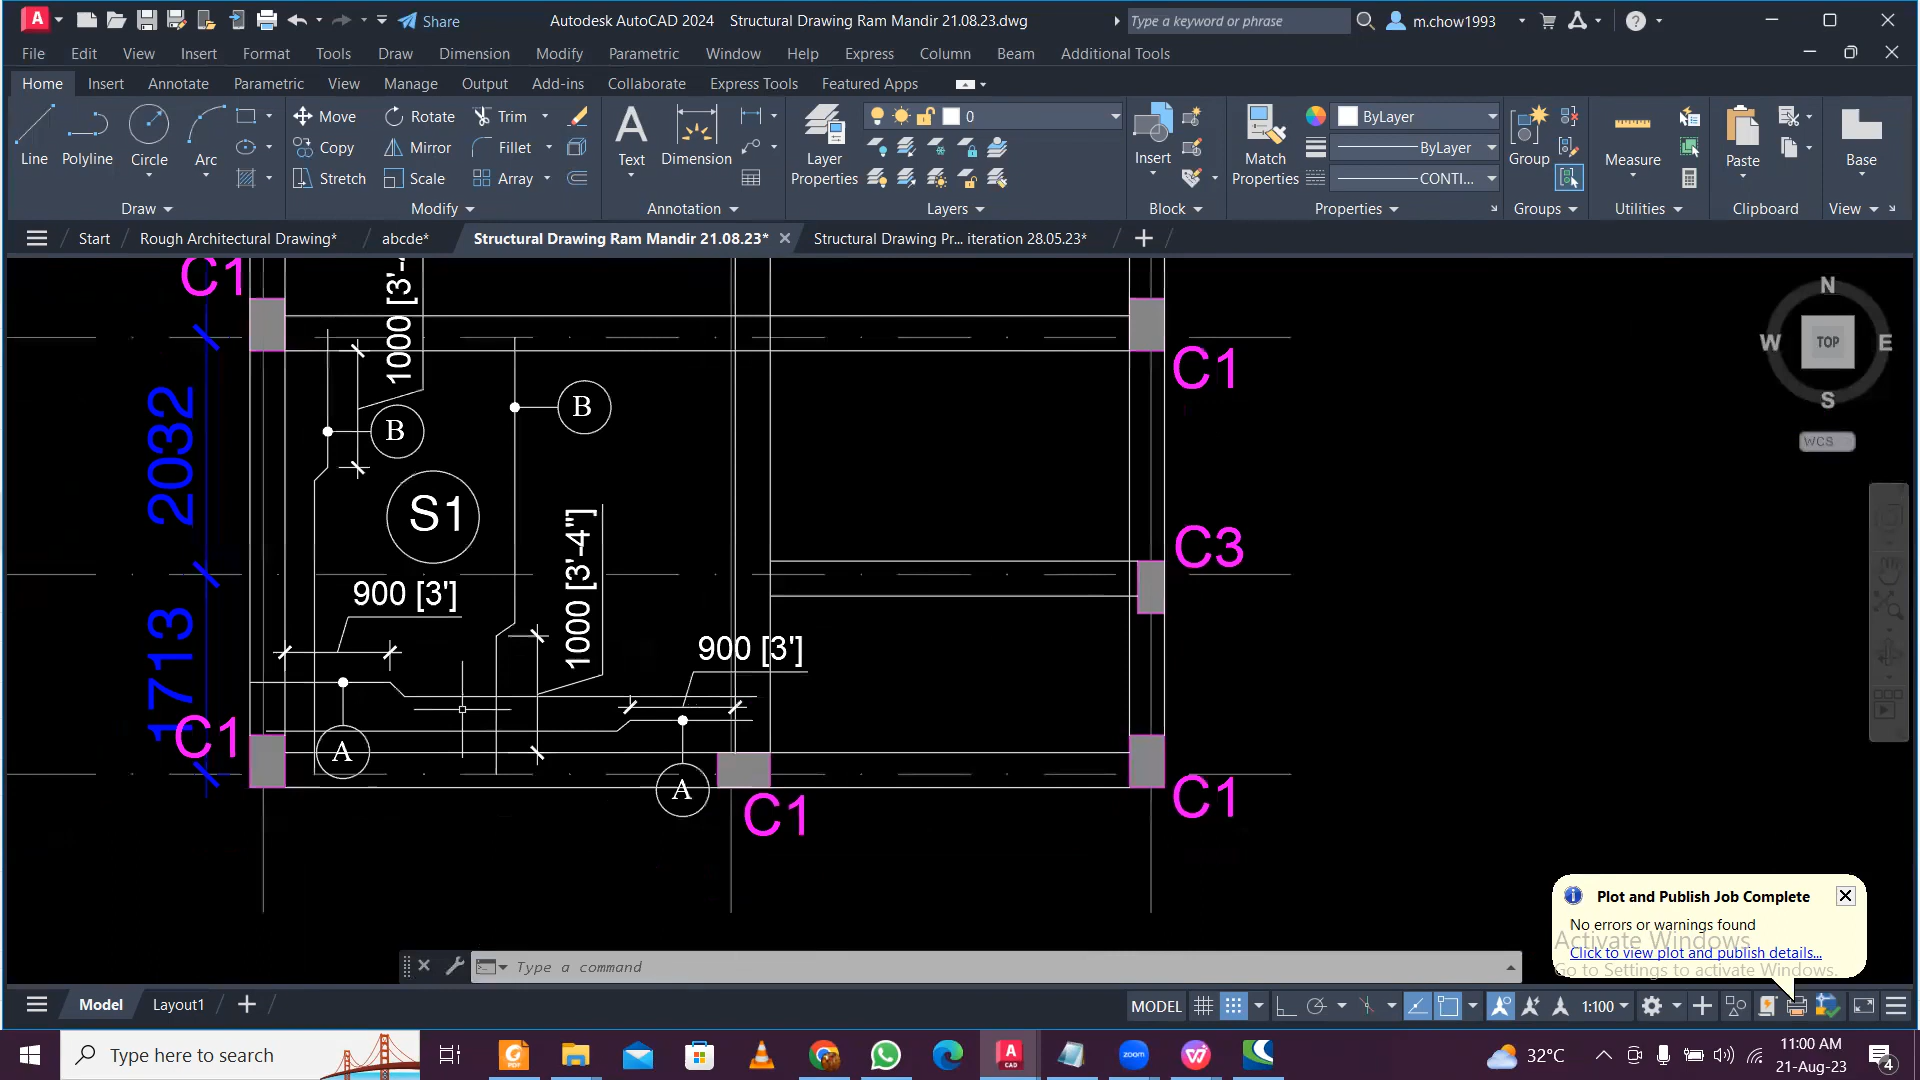 A
CAD
Share
Autodesk AutoCAD 2024 Structural Drawing Ram Mandir 21.08.23.dwg
Type a keyword or phrase
m.chow1993
File Edit View Insert Format Tools Draw Dimension Modify Parametric Window Help Express Column Beam Additional Tools
Home Insert Annotate Parametric View Manage Output Add-ins Collaborate Express Tools Featured Apps
Line Polyline Circle Arc
Move Rotate Trim
Copy Mirror Fillet
Stretch Scale Array
Text Dimension
Layer
Properties
0
Insert
Match
Properties
ByLayer
ByLayer
CONTI...
Group
Measure
Paste
Base
Draw Modify Annotation Layers Block Properties Groups Utilities Clipboard View
Start Rough Architectural Drawing* abcde* Structural Drawing Ram Mandir 21.08.23* Structural Drawing Pr... iteration 28.05.23*
C1
1000 [3'-4
2032
B
B
C1
S1
C3
900 [3']
1000 [3'-4"]
900 [3']
1713
C1
A
A
C1
C1
N
W
TOP
E
S
WCS
Plot and Publish Job Complete
No errors or warnings found
Activate Windows
Click to view plot and publish details...
Go to Settings to activate Windows.
Type a command
Model Layout1
MODEL
1:100
Type here to search
PDF
A
CAD
zoom
32°C
11:00 AM
21-Aug-23
4